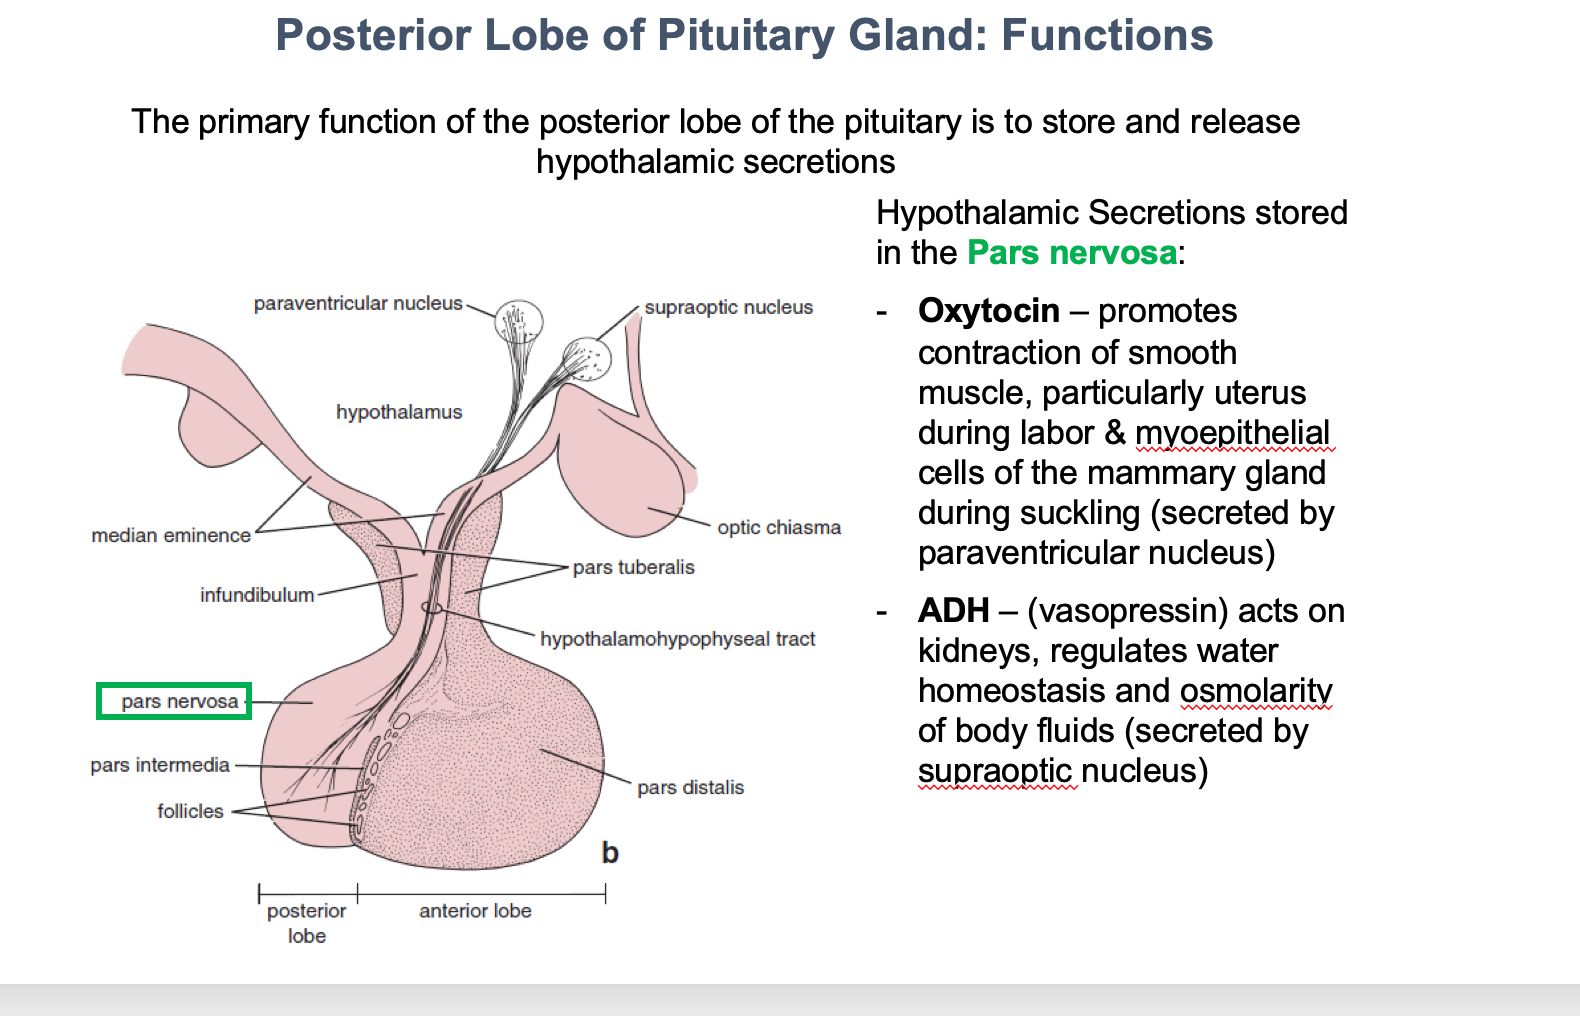 Posterior Lobe of Pituitary Gland: Functions
The primary function of the posterior lobe of the pituitary is to store and release
hypothalamic secretions
Hypothalamic Secretions stored
in the Pars nervosa:
- Oxytocin – promotes
contraction of smooth
muscle, particularly uterus
during labor & myoepithelial
cells of the mammary gland
during suckling (secreted by
paraventricular nucleus)
- ADH – (vasopressin) acts on
kidneys, regulates water
homeostasis and osmolarity
of body fluids (secreted by
supraoptic nucleus)
paraventricular nucleus
supraoptic nucleus
hypothalamus
median eminence
optic chiasma
pars tuberalis
infundibulum
hypothalamohypophyseal tract
pars nervosa
pars intermedia
pars distalis
follicles
b
posterior
lobe
anterior lobe